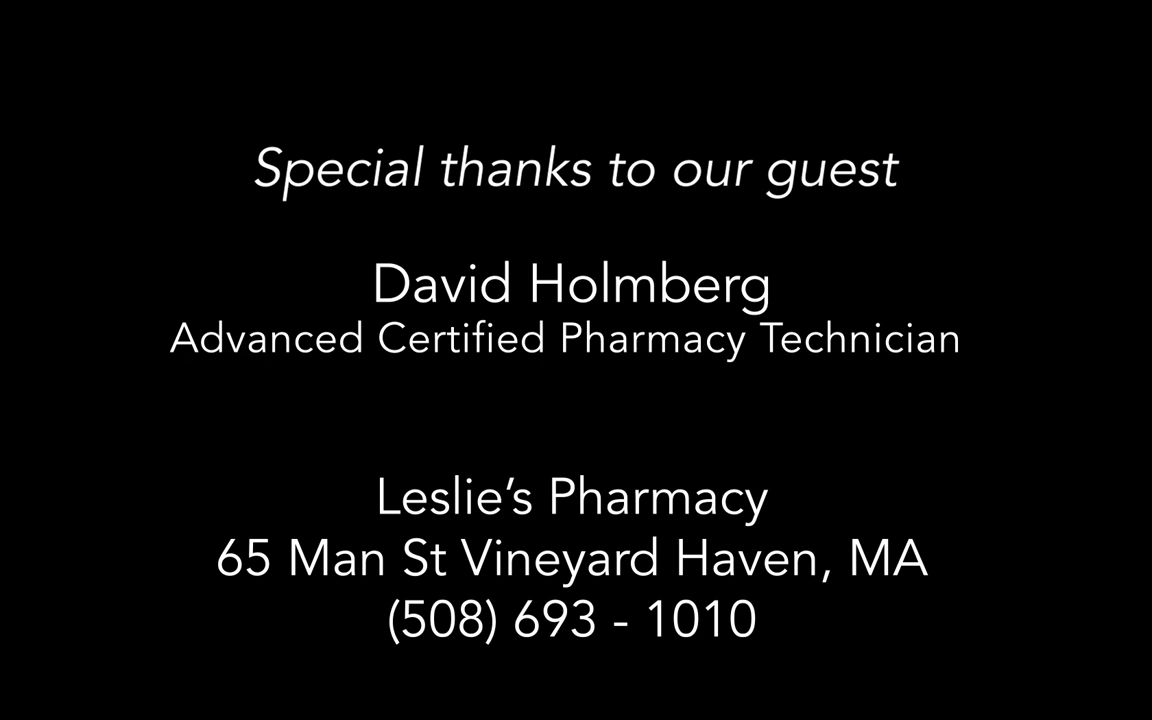 Special thanks to our guest
David Holmberg
Advanced Certified Pharmacy Technician
Leslie’s Pharmacy
65 Man St Vineyard Haven, MA
(508) 693 - 1010